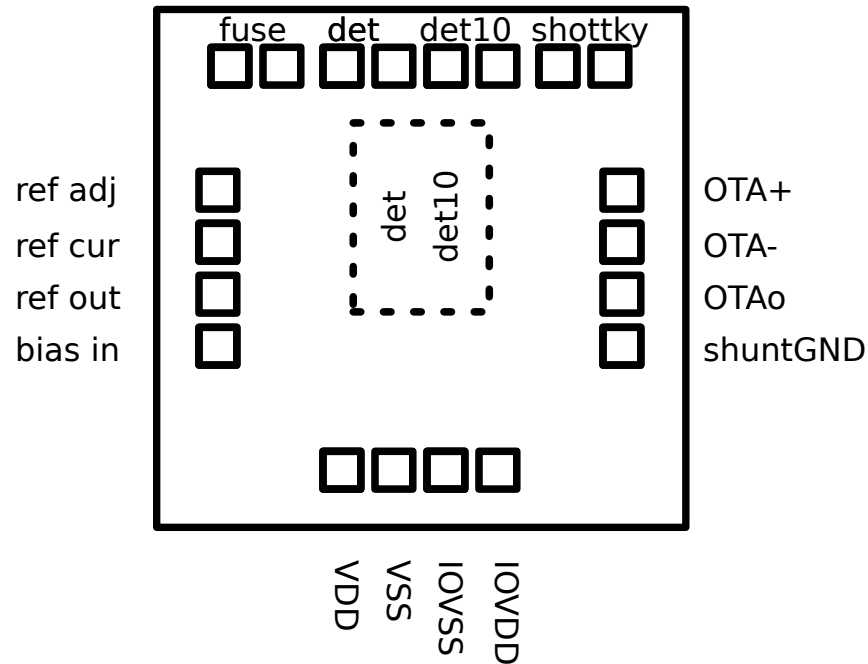 fuse det det10 shottky
ref adj
ref cur
ref out
bias in
det
det10
OTA+
OTA-
OTAo
shuntGND
VDD
VSS
IOVSS
IOVDD